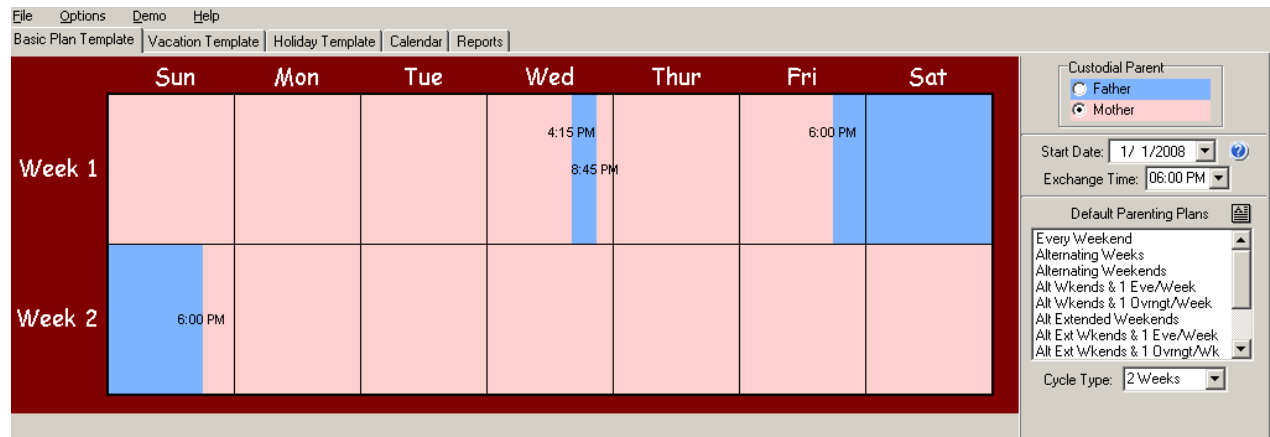 File Options Demo Help
Basic Plan Template Vacation Template Holiday Template Calendar Reports
Sun Mon Tue Wed Thur Fri Sat
Week 1
4:15 PM
8:45 PM
6:00 PM
Week 2
6:00 PM
Custodial Parent
Father
Mother
Start Date: 1/ 1/2008
Exchange Time: 06:00 PM
Default Parenting Plans
Every Weekend
Alternating Weeks
Alternating Weekends
Alt Wkends & 1 Eve/Week
Alt Wkends & 1 Ovrngt/Week
Alt Extended Weekends
Alt Ext Wkends & 1 Eve/Week
Alt Ext Wkends & 1 Ovrngt/Wk
Cycle Type: 2 Weeks